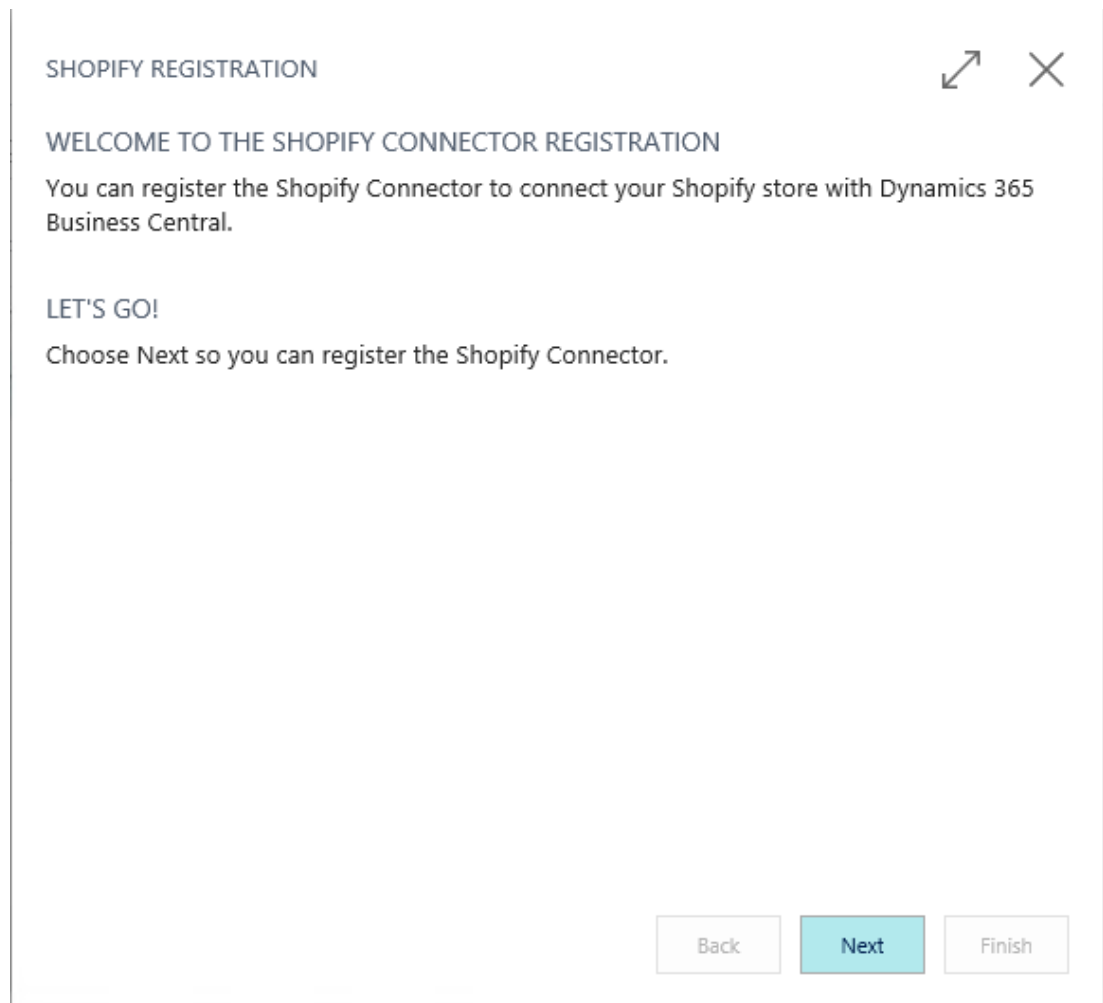 SHOPIFY REGISTRATION
WELCOME TO THE SHOPIFY CONNECTOR REGISTRATION
You can register the Shopify Connector to connect your Shopify store with Dynamics 365
Business Central.
LET'S GO!
Choose Next so you can register the Shopify Connector.
Back
Next
Finish